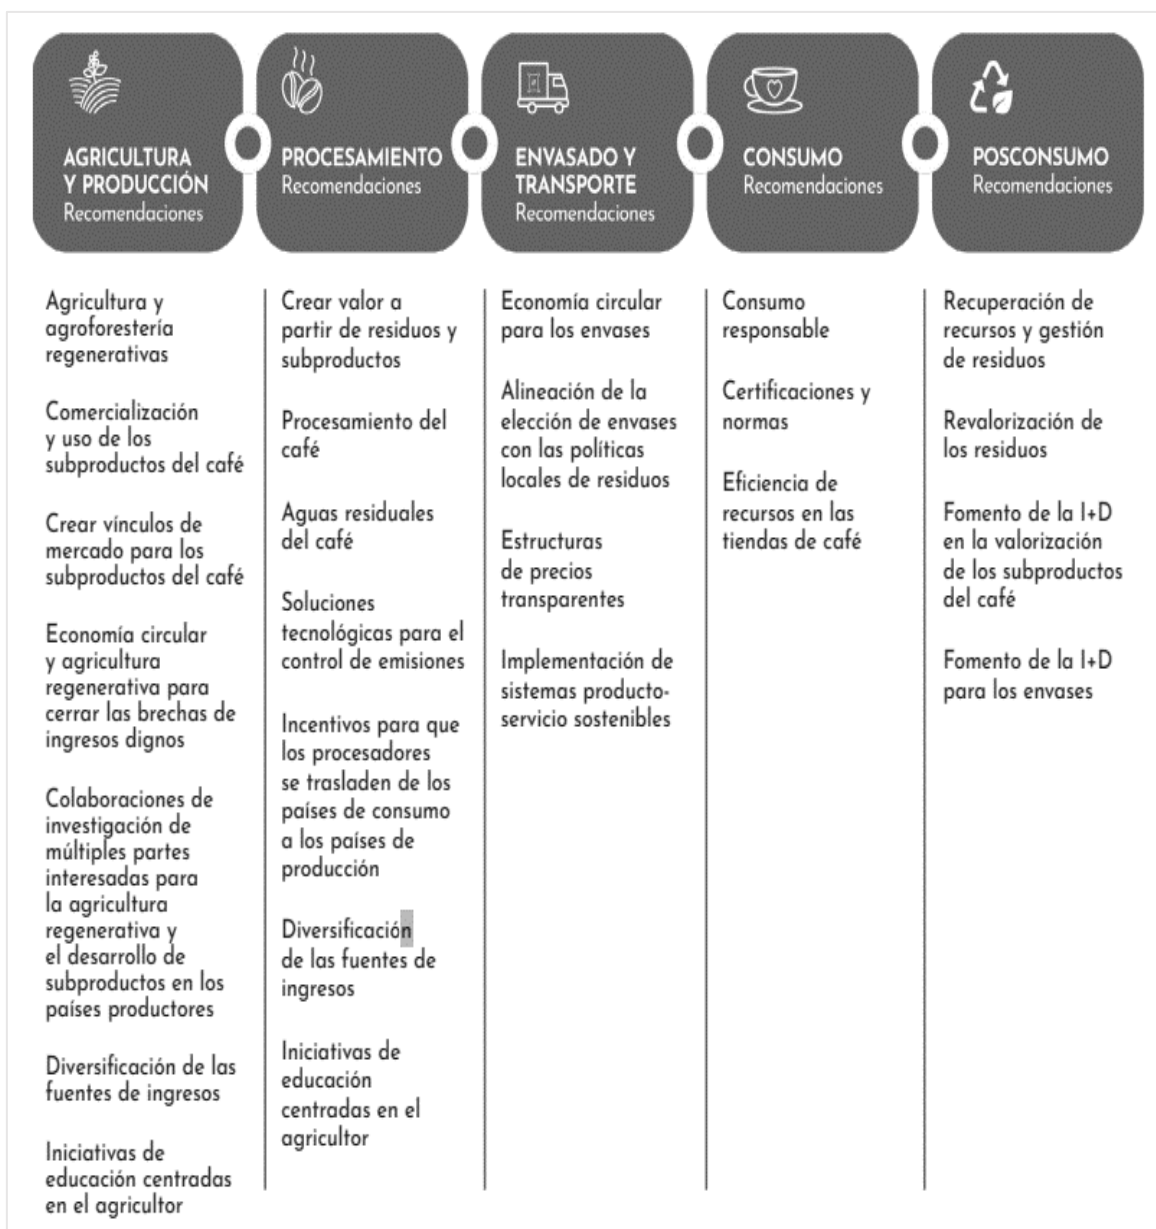 AGRICULTURA
Y PRODUCCIÓN
Recomendaciones
PROCESAMIENTO
Recomendaciones
ENVASADO Y
TRANSPORTE
Recomendaciones
CONSUMO
Recomendaciones
POSCONSUMO
Recomendaciones
Agricultura y
agroforestería
regenerativas
Comercialización
y uso de los
subproductos del café
Crear vínculos de
mercado para los
subproductos del café
Economía circular
y agricultura
regenerativa para
cerrar las brechas de
ingresos dignos
Colaboraciones de
investigación de
múltiples partes
interesadas para
la agricultura
regenerativa y
el desarrollo de
subproductos en los
países productores
Diversificación de las
fuentes de ingresos
Iniciativas de
educación centradas
en el agricultor
Crear valor a
partir de residuos y
subproductos
Procesamiento del
café
Aguas residuales
del café
Soluciones
tecnológicas para el
control de emisiones
Incentivos para que
los procesadores
se trasladen de los
países de consumo
a los países de
producción
Diversificación
de las fuentes de
ingresos
Iniciativas de
educación
centradas en el
agricultor
Economía circular
para los envases
Alineación de la
elección de envases
con las políticas
locales de residuos
Estructuras
de precios
transparentes
Implementación de
sistemas producto-
servicio sostenibles
Consumo
responsable
Certificaciones y
normas
Eficiencia de
recursos en las
tiendas de café
Recuperación de
recursos y gestión
de residuos
Revalorización de
los residuos
Fomento de la I+D
en la valorización
de los subproductos
del café
Fomento de la I+D
para los envases